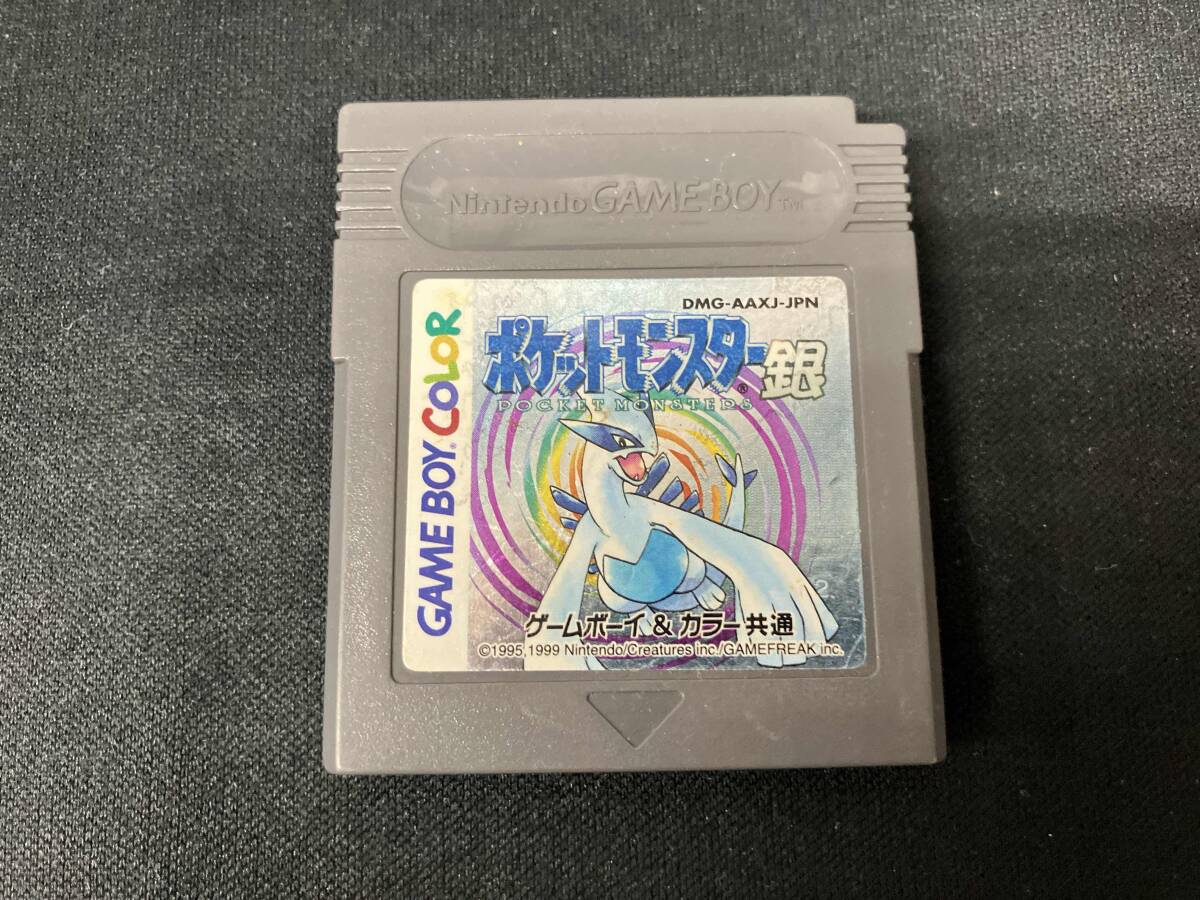 Nintendo GAME BOY TM
DMG-AAXJ-JPN
ポケットモンスター®銀
POCKET MONSTERS
GAME BOY COLOR
ゲームボーイ&カラー共通
©1995,1999 Nintendo/Creatures inc./GAMEFREAK inc.